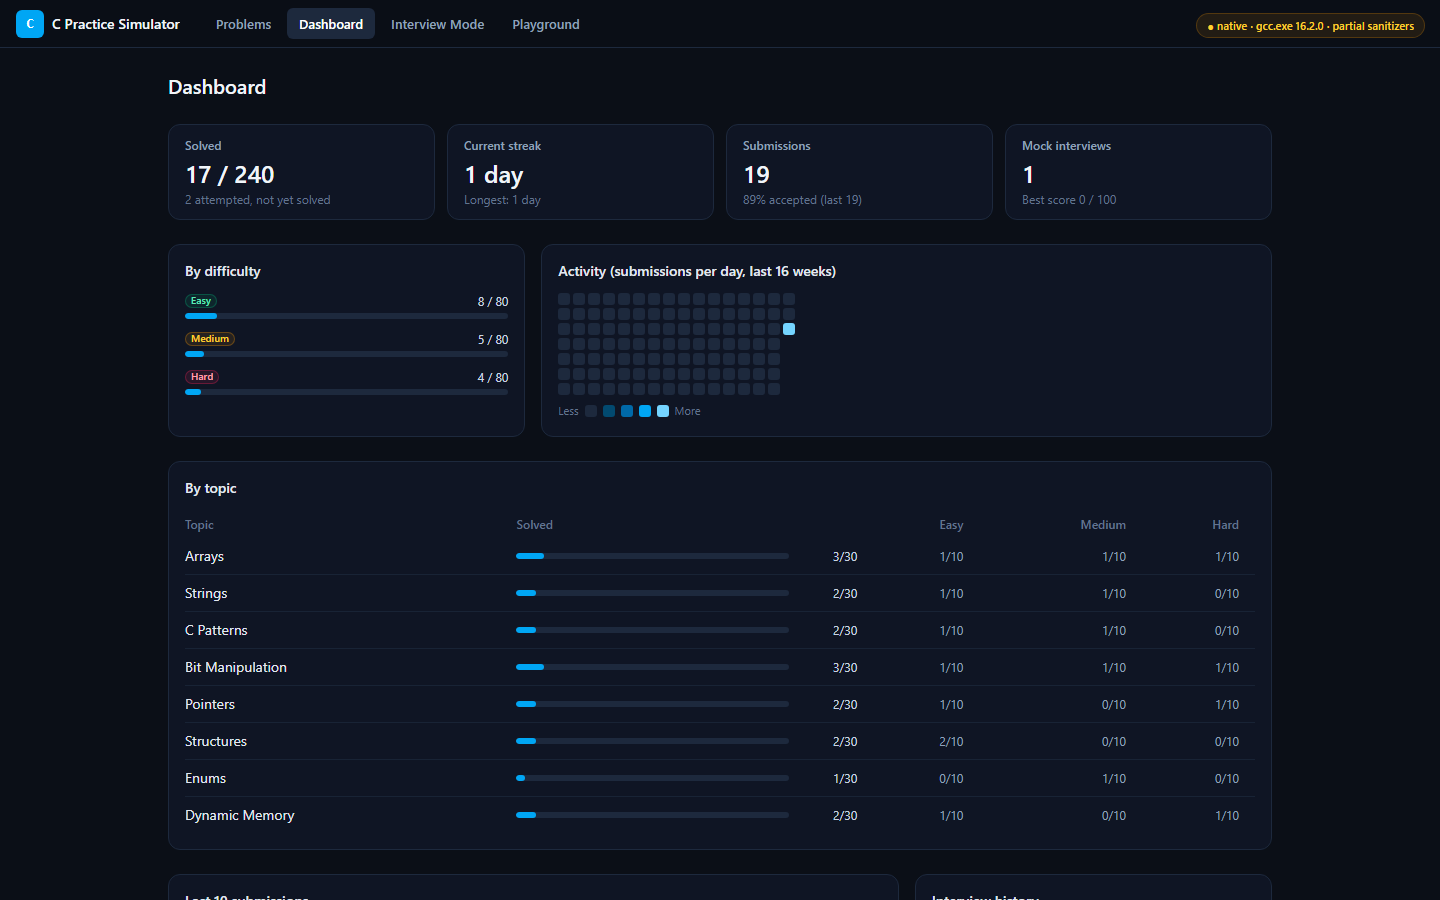 C C Practice Simulator Problems Dashboard Interview Mode Playground ● native · gcc.exe 16.2.0 · partial sanitizers
Dashboard
Solved
17 / 240
2 attempted, not yet solved
Current streak
1 day
Longest: 1 day
Submissions
19
89% accepted (last 19)
Mock interviews
1
Best score 0 / 100
By difficulty
Easy 8 / 80
Medium 5 / 80
Hard 4 / 80
Activity (submissions per day, last 16 weeks)
Less More
By topic
Topic Solved Easy Medium Hard
Arrays 3/30 1/10 1/10 1/10
Strings 2/30 1/10 1/10 0/10
C Patterns 2/30 1/10 1/10 0/10
Bit Manipulation 3/30 1/10 1/10 1/10
Pointers 2/30 1/10 0/10 1/10
Structures 2/30 2/10 0/10 0/10
Enums 1/30 0/10 1/10 0/10
Dynamic Memory 2/30 1/10 0/10 1/10
Last 10 submissions Interview history